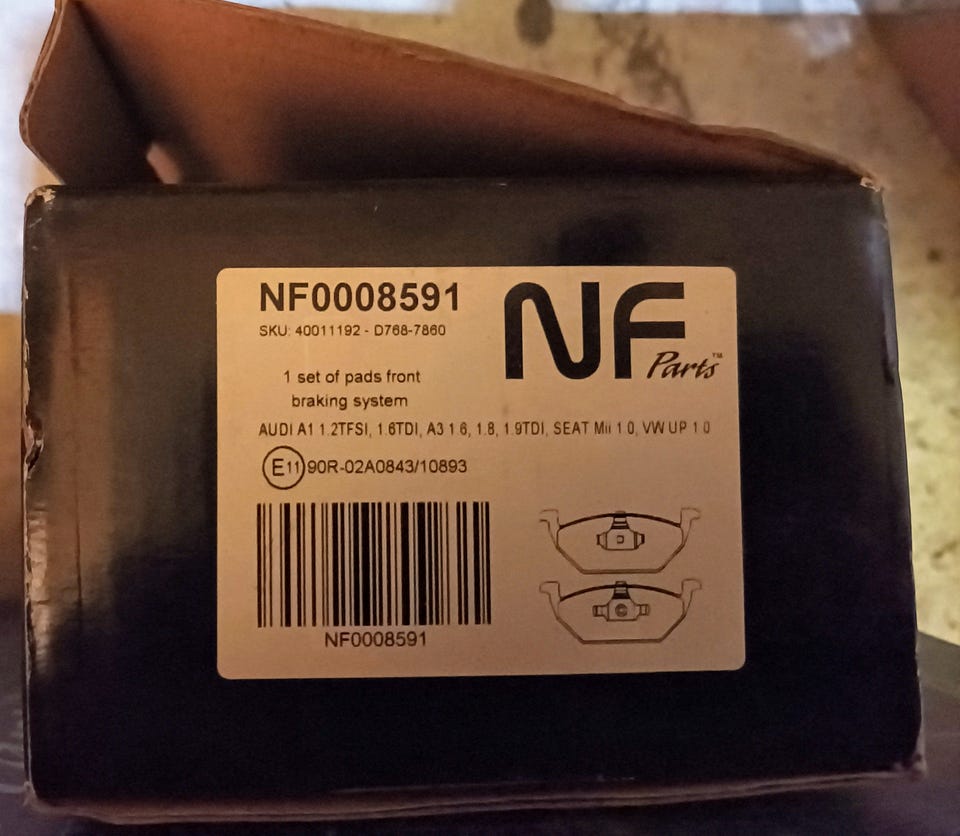 NF0008591
SKU: 40011192 - D768-7860
NF
Parts™
1 set of pads front
braking system
AUDI A1 1.2TFSI, 1.6TDI, A3 1.6, 1.8, 1.9TDI, SEAT Mii 1.0, VW UP 1.0
E11 90R-02A0843/10893
NF0008591